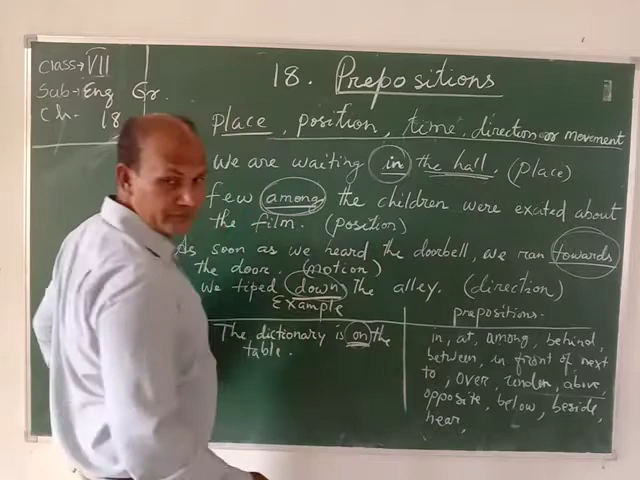 Class→ VII
Sub→ Eng Gr.
Ch. 18
18. Prepositions
Place, position, time, direction or movement
We are waiting in the hall. (place)
few among the children were excited about
the film. (position)
As soon as we heard the doorbell, we ran towards
the door. (motion)
We tiped down the alley. (direction)
Example
prepositions.
The dictionary is on the
table.
in, at, among, behind,
between, in front of, next
to, over, under, above,
opposite, below, beside,
near,